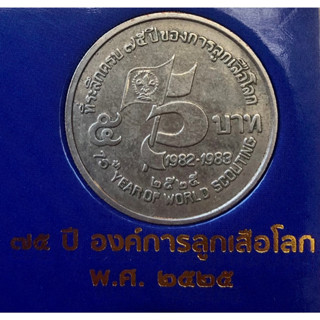 ที่ระลึกครบ ๗๕ ปี ของการลูกเสือโลก
๕ บาท
(1982-1983)
๒๕๒๕
75 YEAR OF WORLD SCOUTING
๗๕ ปี องค์การลูกเสือโลก
พ.ศ. ๒๕๒๕